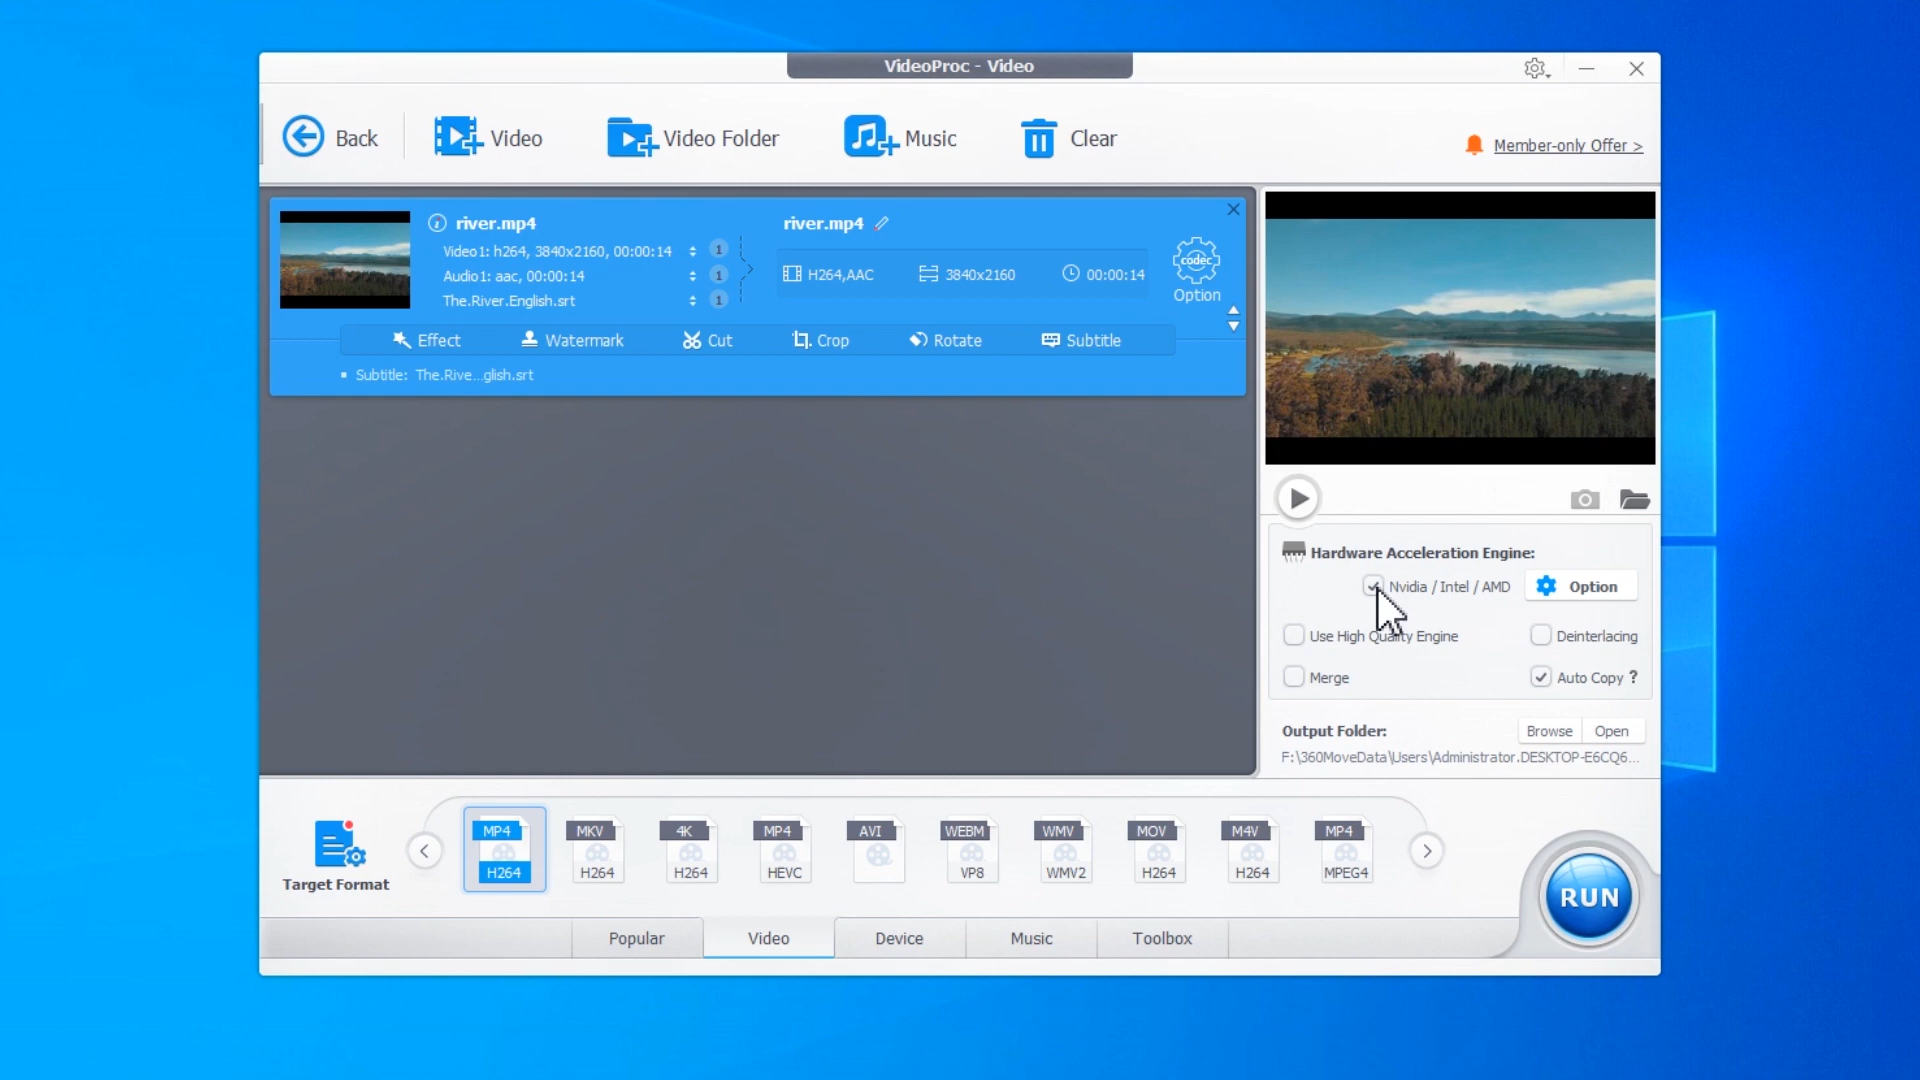 VideoProc - Video
Back
Video
Video Folder
Music
Clear
Member-only Offer >
river.mp4
Video1: h264, 3840x2160, 00:00:14
1
Audio1: aac, 00:00:14
1
The.River.English.srt
1
river.mp4
H264,AAC
3840x2160
00:00:14
codec
Option
Effect
Watermark
Cut
Crop
Rotate
Subtitle
Subtitle: The.Rive...glish.srt
Hardware Acceleration Engine:
Nvidia / Intel / AMD
Option
Use High Quality Engine
Deinterlacing
Merge
Auto Copy ?
Output Folder:
Browse
Open
F:\360MoveData\Users\Administrator.DESKTOP-E6CQ6...
Target Format
MP4
H264
MKV
H264
4K
H264
MP4
HEVC
AVI
WEBM
VP8
WMV
WMV2
MOV
H264
M4V
H264
MP4
MPEG4
RUN
Popular
Video
Device
Music
Toolbox